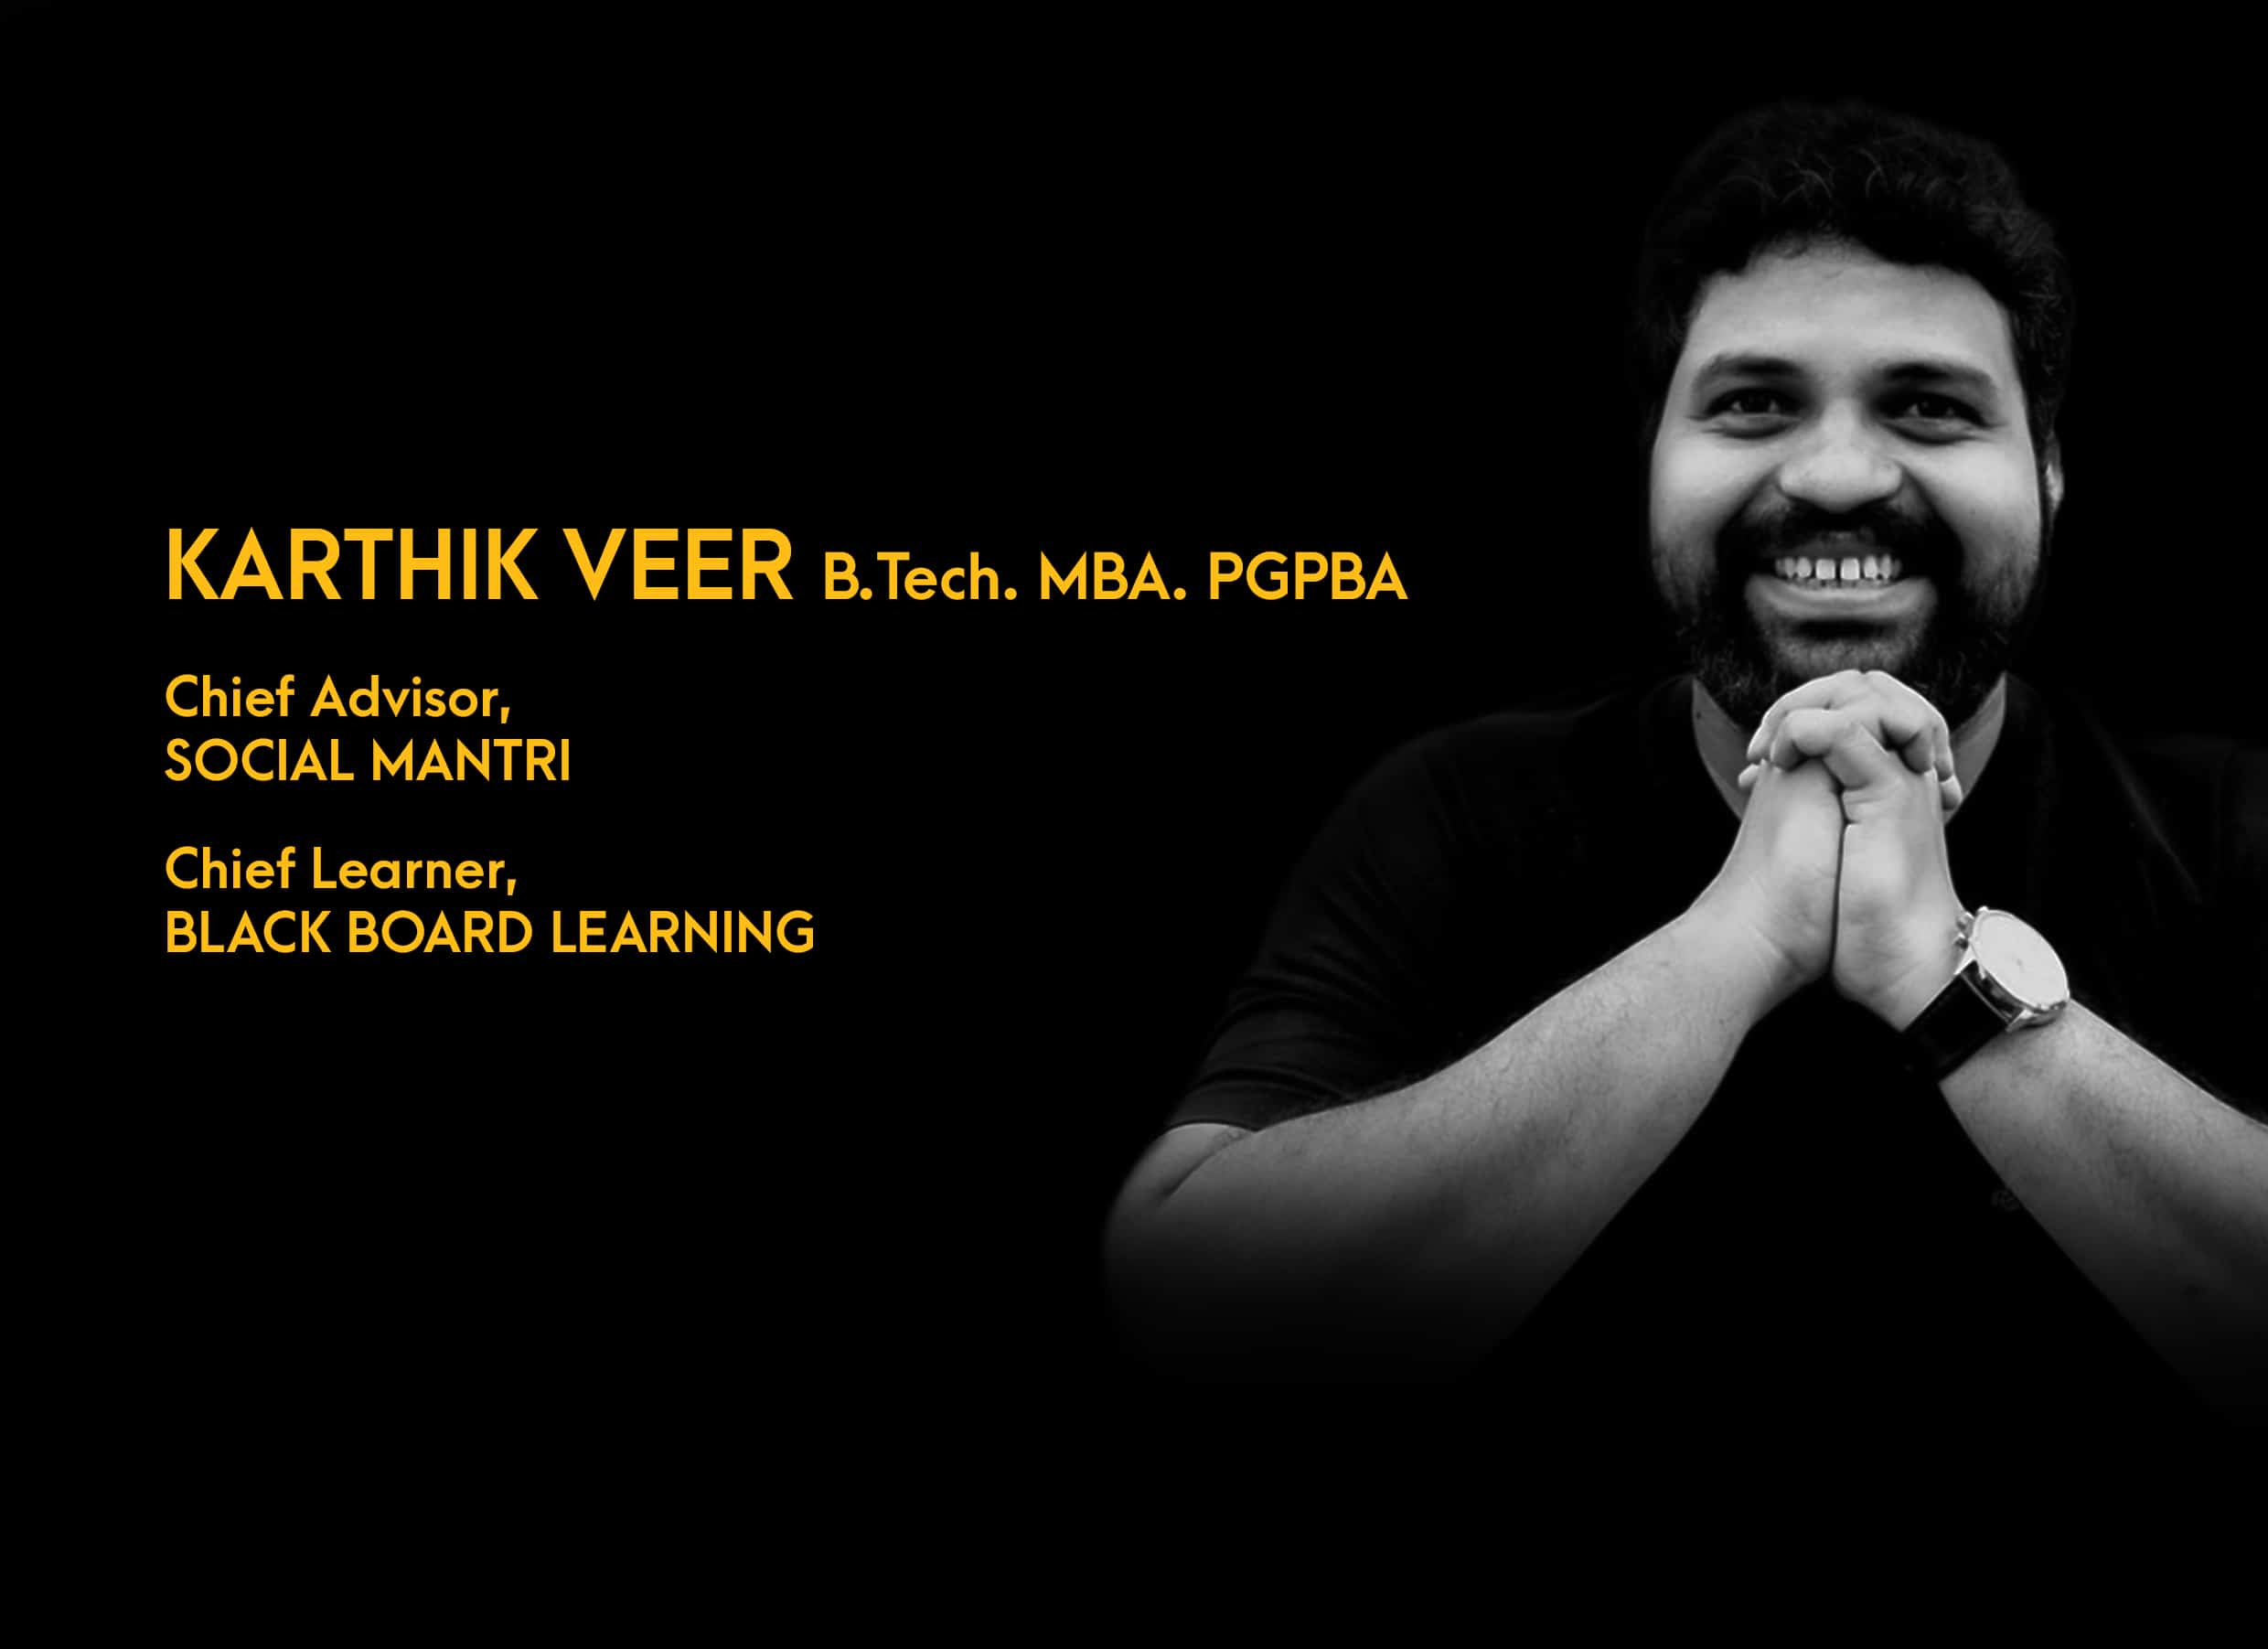 KARTHIK VEER B.Tech. MBA. PGPBA
Chief Advisor,
SOCIAL MANTRI
Chief Learner,
BLACK BOARD LEARNING